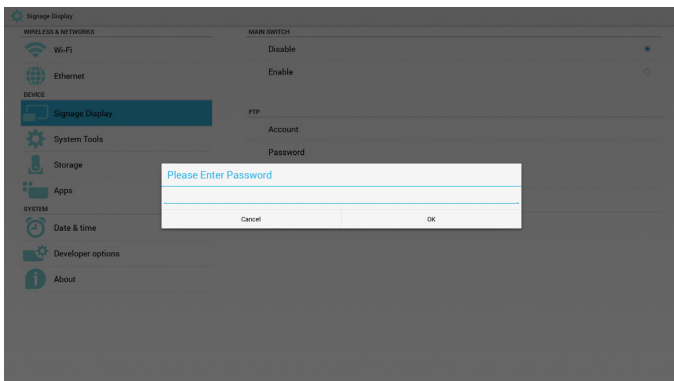 Signage Display
WIRELESS & NETWORKS
Wi-Fi
Ethernet
DEVICE
Signage Display
System Tools
Storage
Apps
SYSTEM
Date & time
Developer options
About
MAIN SWITCH
Disable
Enable
FTP
Account
Password
Please Enter Password
Cancel
OK